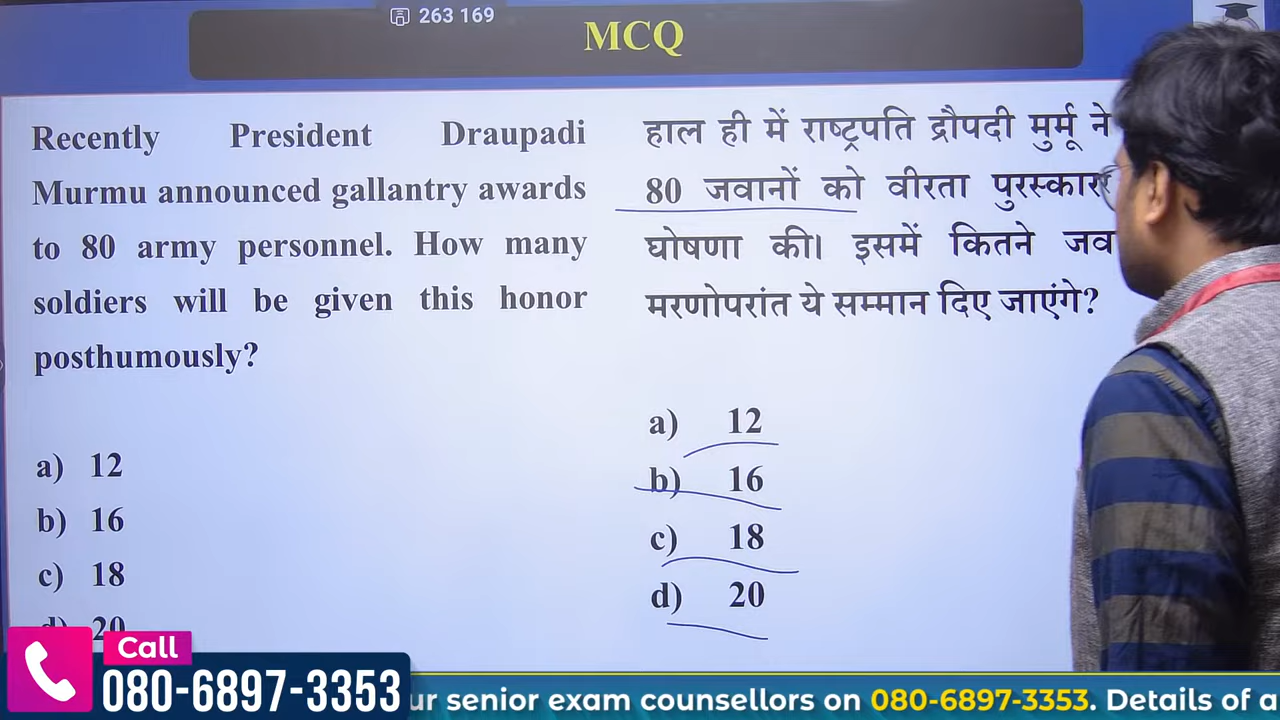 263 169
MCQ
Recently President Draupadi
Murmu announced gallantry awards
to 80 army personnel. How many
soldiers will be given this honor
posthumously?
a) 12
b) 16
c) 18
d) 20
हाल ही में राष्ट्रपति द्रौपदी मुर्मू ने
80 जवानों को वीरता पुरस्कार
घोषणा की। इसमें कितने जव
मरणोपरांत ये सम्मान दिए जाएंगे?
a) 12
b) 16
c) 18
d) 20
Call
080-6897-3353
ur senior exam counsellors on 080-6897-3353. Details of a